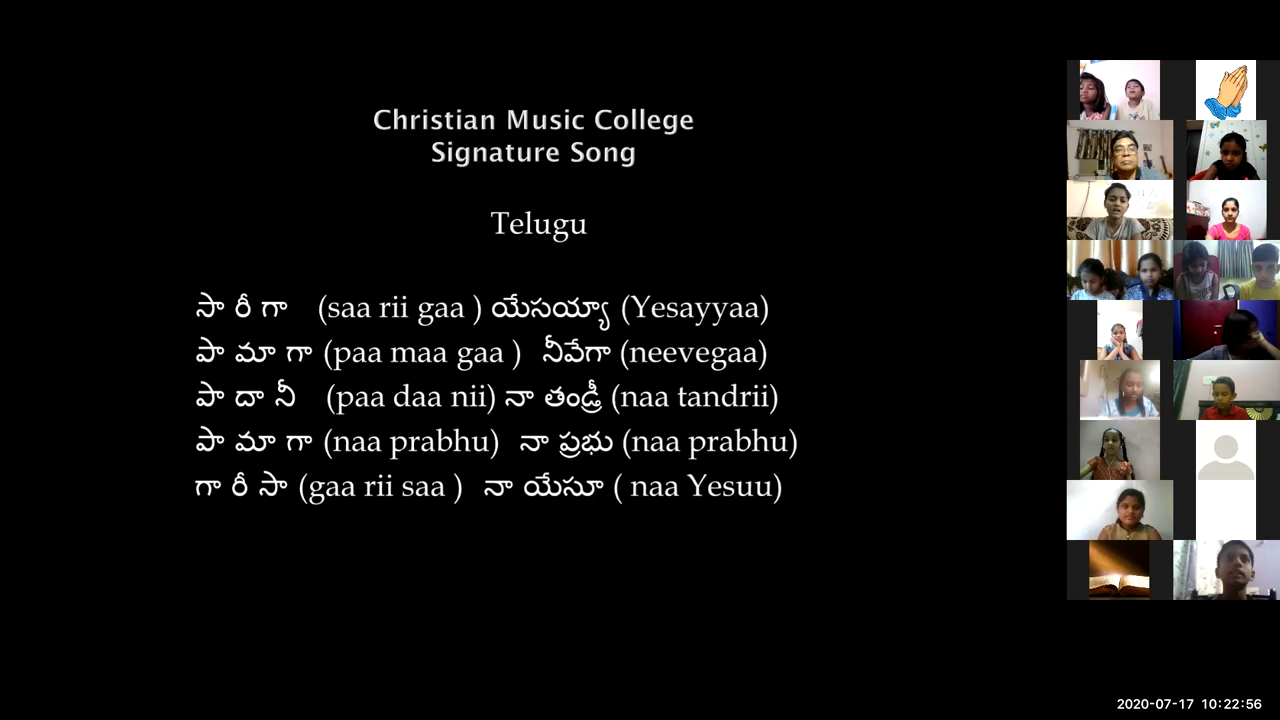 Christian Music College
Signature Song
Telugu
సా రీ గా (saa rii gaa ) యేసయ్యా (Yesayyaa)
పా మా గా (paa maa gaa ) నీవేగా (neevegaa)
పా దా నీ (paa daa nii) నా తండ్రీ (naa tandrii)
పా మా గా (naa prabhu) నా ప్రభు (naa prabhu)
గా రీ సా (gaa rii saa ) నా యేసూ ( naa Yesuu)
2020-07-17 10:22:56